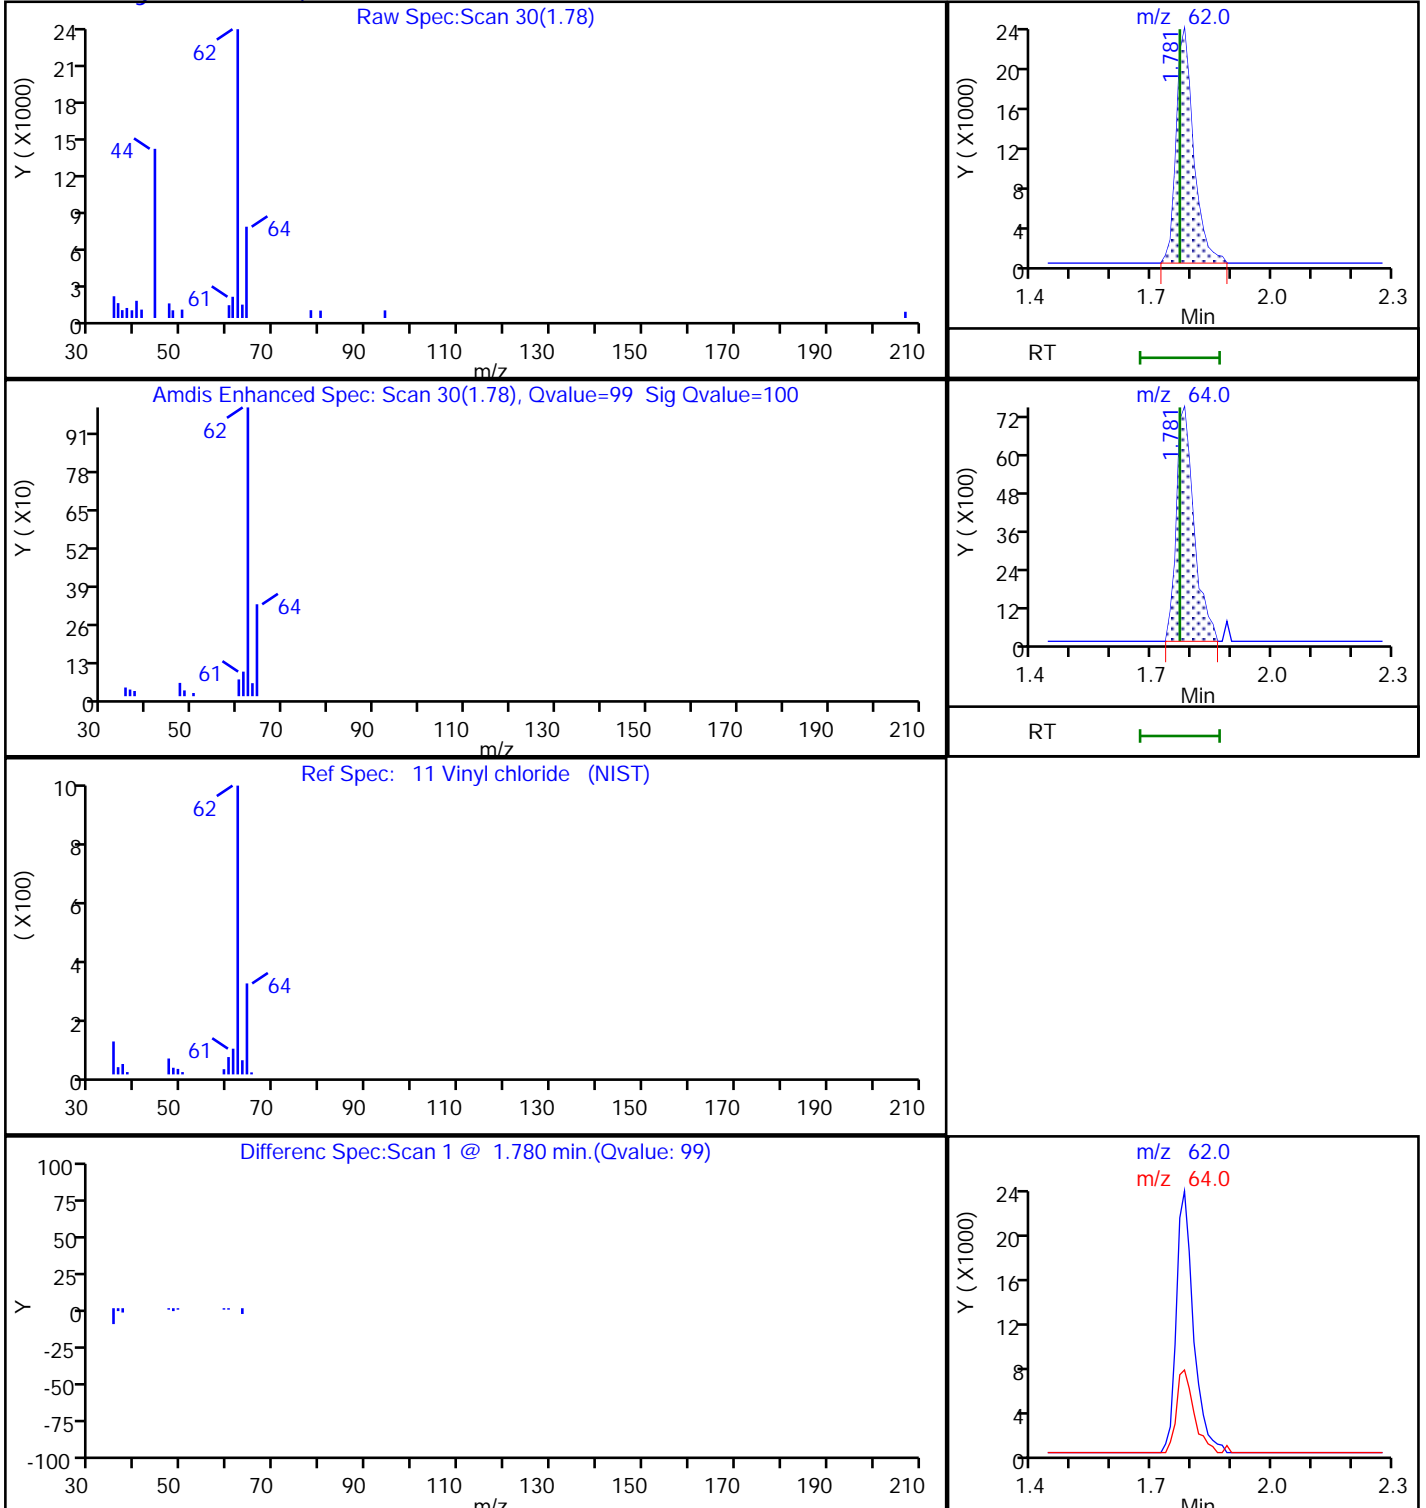 Raw Spec:Scan 30(1.78)
Y ( X1000)
24
21
18
15
12
9
6
3
0
62
44
64
61
30 50 70 90 110 130 150 170 190 210
m/z
m/z 62.0
Y ( X1000)
24
20
16
12
8
4
0
1.781
1.4 1.7 2.0 2.3
Min
RT
Amdis Enhanced Spec: Scan 30(1.78), Qvalue=99 Sig Qvalue=100
Y ( X10)
91
78
65
52
39
26
13
0
62
64
61
30 50 70 90 110 130 150 170 190 210
m/z
m/z 64.0
Y ( X100)
72
60
48
36
24
12
0
1.781
1.4 1.7 2.0 2.3
Min
RT
Ref Spec: 11 Vinyl chloride (NIST)
( X100)
10
8
6
4
2
0
62
64
61
30 50 70 90 110 130 150 170 190 210
Differenc Spec:Scan 1 @ 1.780 min.(Qvalue: 99)
Y
100
75
50
25
0
-25
-50
-75
-100
30 50 70 90 110 130 150 170 190 210
m/z
m/z 62.0
m/z 64.0
Y ( X1000)
24
20
16
12
8
4
0
1.4 1.7 2.0 2.3
Min